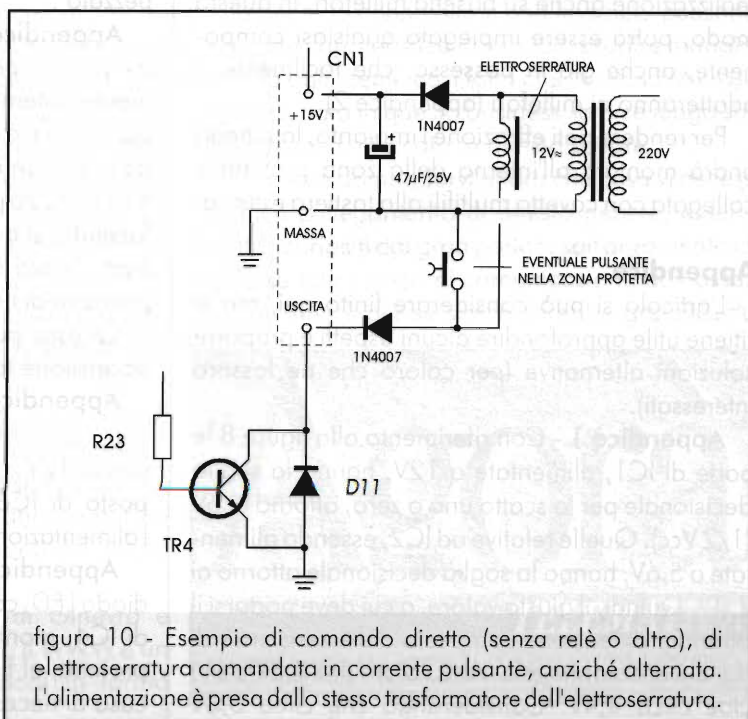 CN1
ELETTROSERRATURA
+15V
1N4007
+
47µF/25V
12V≈
220V
MASSA
EVENTUALE PULSANTE
NELLA ZONA PROTETTA
USCITA
1N4007
R23
D11
TR4
figura 10 - Esempio di comando diretto (senza relè o altro), di
elettroserratura comandata in corrente pulsante, anziché alternata.
L'alimentazione è presa dallo stesso trasformatore dell'elettroserratura.